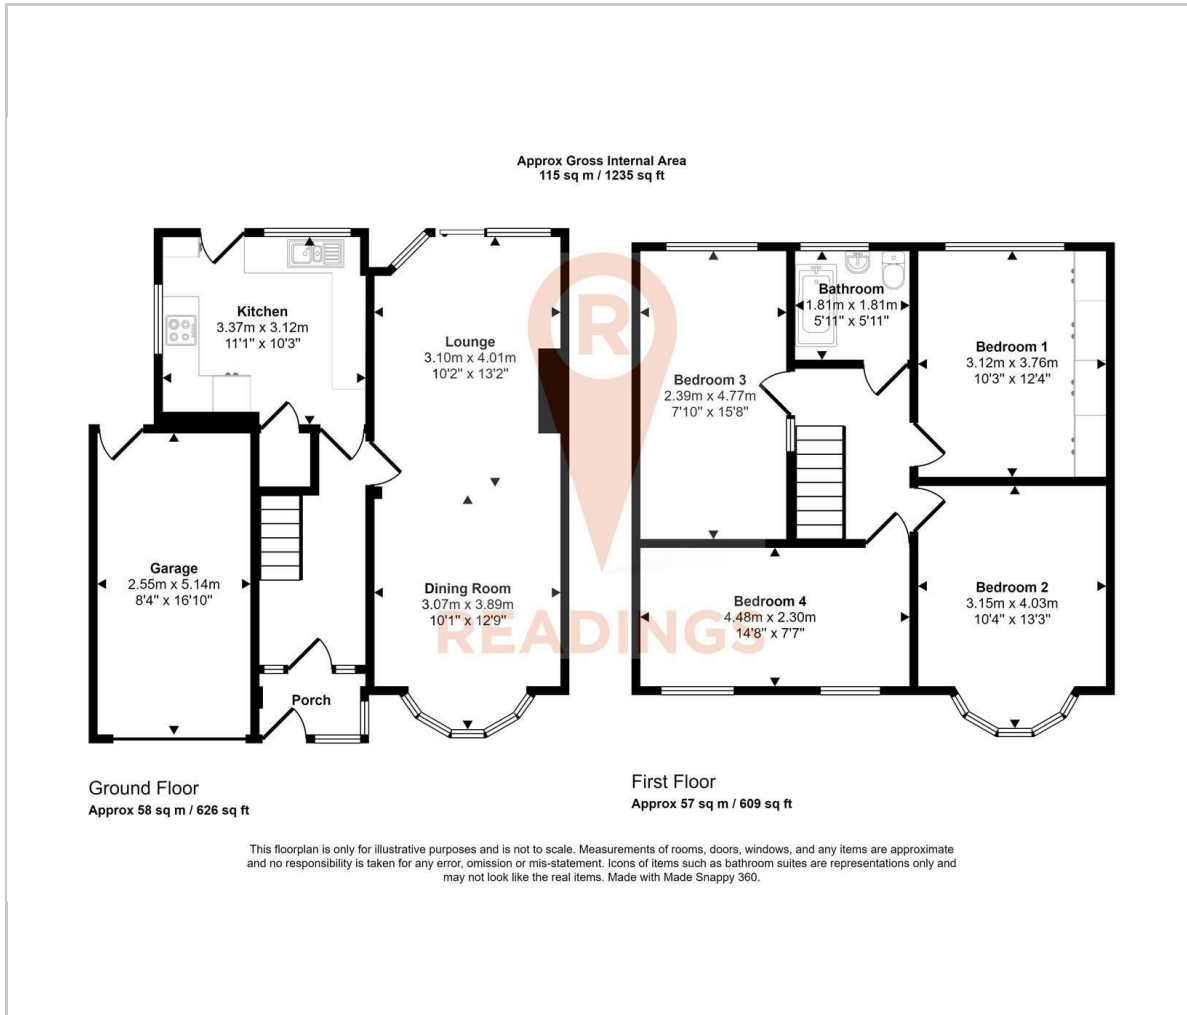 Approx Gross Internal Area
115 sq m / 1235 sq ft
Kitchen
3.37m x 3.12m
11'1" x 10'3"
Lounge
3.10m x 4.01m
10'2" x 13'2"
Garage
2.55m x 5.14m
8'4" x 16'10"
Dining Room
3.07m x 3.89m
10'1" x 12'9"
Porch
Bathroom
1.81m x 1.81m
5'11" x 5'11"
Bedroom 1
3.12m x 3.76m
10'3" x 12'4"
Bedroom 3
2.39m x 4.77m
7'10" x 15'8"
Bedroom 2
3.15m x 4.03m
10'4" x 13'3"
Bedroom 4
4.48m x 2.30m
14'8" x 7'7"
R
READINGS
Ground Floor
Approx 58 sq m / 626 sq ft
First Floor
Approx 57 sq m / 609 sq ft
This floorplan is only for illustrative purposes and is not to scale. Measurements of rooms, doors, windows, and any items are approximate
and no responsibility is taken for any error, omission or mis-statement. Icons of items such as bathroom suites are representations only and
may not look like the real items. Made with Made Snappy 360.